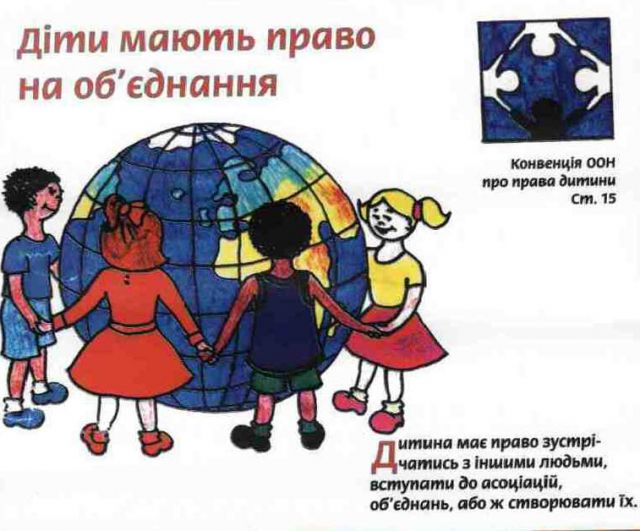 Діти мають право
на об'єднання
Конвенція ООН
про права дитини
Ст. 15
Дитина має право зустрі-
чатись з іншими людьми,
вступати до асоціацій,
об'єднань, або ж створювати їх.